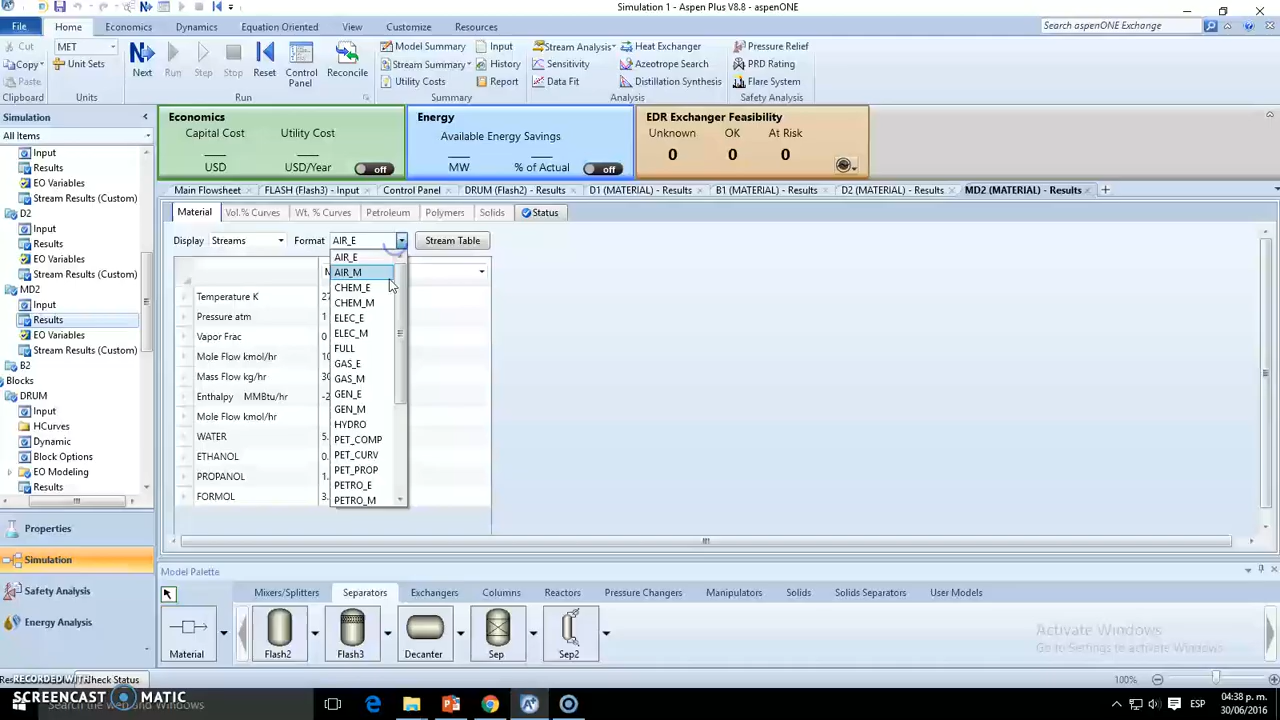 Simulation 1 - Aspen Plus V8.8 - aspenONE
File Home Economics Dynamics Equation Oriented View Customize Resources Search aspenONE Exchange
Cut MET Model Summary Input Stream Analysis Heat Exchanger Pressure Relief
Copy Unit Sets Next Run Step Stop Reset Control Panel Reconcile Stream Summary History Sensitivity Azeotrope Search PRD Rating
Paste Utility Costs Report Data Fit Distillation Synthesis Flare System
Clipboard Units Run Summary Analysis Safety Analysis
Simulation
All Items
Economics Energy EDR Exchanger Feasibility
Capital Cost Utility Cost Available Energy Savings Unknown OK At Risk
0 0 0
USD USD/Year off MW % of Actual off
Main Flowsheet FLASH (Flash3) - Input Control Panel DRUM (Flash2) - Results D1 (MATERIAL) - Results B1 (MATERIAL) - Results D2 (MATERIAL) - Results MD2 (MATERIAL) - Results
Input
Results
EO Variables
Stream Results (Custom)
D2
Input
Results
EO Variables
Stream Results (Custom)
MD2
Input
Results
EO Variables
Stream Results (Custom)
B2
Blocks
DRUM
Input
HCurves
Dynamic
Block Options
EO Modeling
Results
Properties
Simulation
Safety Analysis
Energy Analysis
Material Vol.% Curves Wt. % Curves Petroleum Polymers Solids Status
Display Streams Format AIR_E Stream Table
AIR_E
AIR_M
CHEM_E
CHEM_M
ELEC_E
ELEC_M
FULL
GAS_E
GAS_M
GEN_E
GEN_M
HYDRO
PET_COMP
PET_CURV
PET_PROP
PETRO_E
PETRO_M
Temperature K
Pressure atm
Vapor Frac
Mole Flow kmol/hr
Mass Flow kg/hr
Enthalpy MMBtu/hr
Mole Flow kmol/hr
WATER
ETHANOL
PROPANOL
FORMOL
Model Palette
Mixers/Splitters Separators Exchangers Columns Reactors Pressure Changers Manipulators Solids Solids Separators User Models
Material Flash2 Flash3 Decanter Sep Sep2
Activate Windows
Go to Settings to activate Windows.
Check Status 100%
RECORDED WITH
SCREENCAST MATIC
Search the web and Windows
ESP
04:38 p.m.
30/06/2016